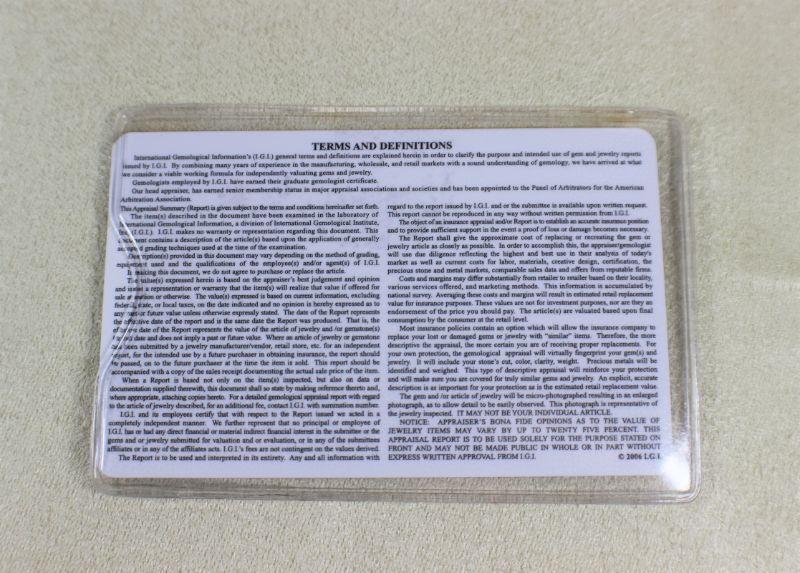 TERMS AND DEFINITIONS
International Gemological Information's (I.G.I.) general terms and definitions are explained herein in order to clarify the purpose and intended use of gem and jewelry reports
issued by I.G.I. By combining many years of experience in the manufacturing, wholesale, and retail markets with a sound understanding of gemology, we have arrived at what
we consider a viable working formula for independently valuing gems and jewelry.
Gemologists employed by I.G.I. have earned their graduate gemologist certificate.
Our head appraiser, has earned senior membership status in major appraisal associations and societies and has been appointed to the Panel of Arbitrators for the American
Arbitration Association.
This Appraisal Summary (Report) is given subject to the terms and conditions hereinafter set forth.
The item(s) described in the document have been examined in the laboratory of
International Gemological Information, a division of International Gemological Institute,
(I.G.I.). I.G.I. makes no warranty or representation regarding this document. This
document contains a description of the article(s) based upon the application of generally
grading techniques used at the time of the examination.
provided in this document may vary depending on the method of grading,
equipment used and the qualifications of the employee(s) and/or agent(s) of I.G.I.
In making this document, we do not agree to purchase or replace the article.
The value(s) expressed herein is based on the appraiser's best judgement and opinion
and is not a representation or warranty that the item(s) will realize that value if offered for
sale at auction or otherwise. The value(s) expressed is based on current information, excluding
federal, state, or local taxes, on the date indicated and no opinion is hereby expressed as to
any past or future value unless otherwise expressly stated. The date of the Report represents
the effective date of the report and is the same date the Report was produced. That is, the
date of the Report represents the value of the article of jewelry and/or gemstone(s)
date and does not imply a past or future value. Where an article of jewelry or gemstone
been submitted by a jewelry manufacturer/vendor, retail store, etc. for an independent
report, for the intended use by a future purchaser in obtaining insurance, the report should
be passed, on to the future purchaser at the time the item is sold. This report should be
accompanied with a copy of the sales receipt documenting the actual sale price of the item.
When a Report is based not only on the item(s) inspected, but also on data or
documentation supplied therewith, this document shall so state by making reference thereto and,
where appropriate, attaching copies hereto. For a detailed gemological appraisal report with regard
to the article of jewelry described, for an additional fee, contact I.G.I. with summation number.
I.G.I. and its employees certify that with respect to the Report issued we acted in a
completely independent manner. We further represent that no principal or employee of
I.G.I. has or had any direct financial or material indirect financial interest in the submittee or the
gems and or jewelry submitted for valuation and or evaluation, or in any of the submittees
affiliates or in any of the affiliates acts. I.G.I.'s fees are not contingent on the values derived.
The Report is to be used and interpreted in its entirety. Any and all information with
regard to the report issued by I.G.I. and or the submittee is available upon written request.
This report cannot be reproduced in any way without written permission from I.G.I.
The object of an insurance appraisal and/or Report is to establish an accurate insurance position
and to provide sufficient support in the event a proof of loss or damage becomes necessary.
The Report shall give the approximate cost of replacing or recreating the gem or
jewelry article as closely as possible. In order to accomplish this, the appraiser/gemologist
will use due diligence reflecting the highest and best use in their analysis of today's
market as well as current costs for labor, materials, creative design, certification, the
precious stone and metal markets, comparable sales data and offers from reputable firms.
Costs and margins may differ substantially from retailer to retailer based on their locality,
various services offered, and marketing methods. This information is accumulated by
national survey. Averaging these costs and margins will result in estimated retail replacement
value for insurance purposes. These values are not for investment purposes, nor are they an
endorsement of the price you should pay. The article(s) are valuated based upon final
consumption by the consumer at the retail level.
Most insurance policies contain an option which will allow the insurance company to
replace your lost or damaged gems or jewelry with "similar" items. Therefore, the more
descriptive the appraisal, the more certain you are of receiving proper replacements. For
your own protection, the gemological appraisal will virtually fingerprint your gem(s) and
jewelry. It will include your stone's cut, color, clarity, weight. Precious metals will be
identified and weighed. This type of descriptive appraisal will reinforce your protection
and will make sure you are covered for truly similar gems and jewelry. An explicit, accurate
description is as important for your protection as is the estimated retail replacement value.
The gem and /or article of jewelry will be micro-photographed resulting in an enlarged
photograph, as to allow detail to be easily observed. This photograph is representative of
the jewelry inspected. IT MAY NOT BE YOUR INDIVIDUAL ARTICLE.
NOTICE: APPRAISER'S BONA FIDE OPINIONS AS TO THE VALUE OF
JEWELRY ITEMS MAY VARY BY UP TO TWENTY FIVE PERCENT. THIS
APPRAISAL REPORT IS TO BE USED SOLELY FOR THE PURPOSE STATED ON
FRONT AND MAY NOT BE MADE PUBLIC IN WHOLE OR IN PART WITHOUT
EXPRESS WRITTEN APPROVAL FROM I.G.I.
© 2006 I.G.I.